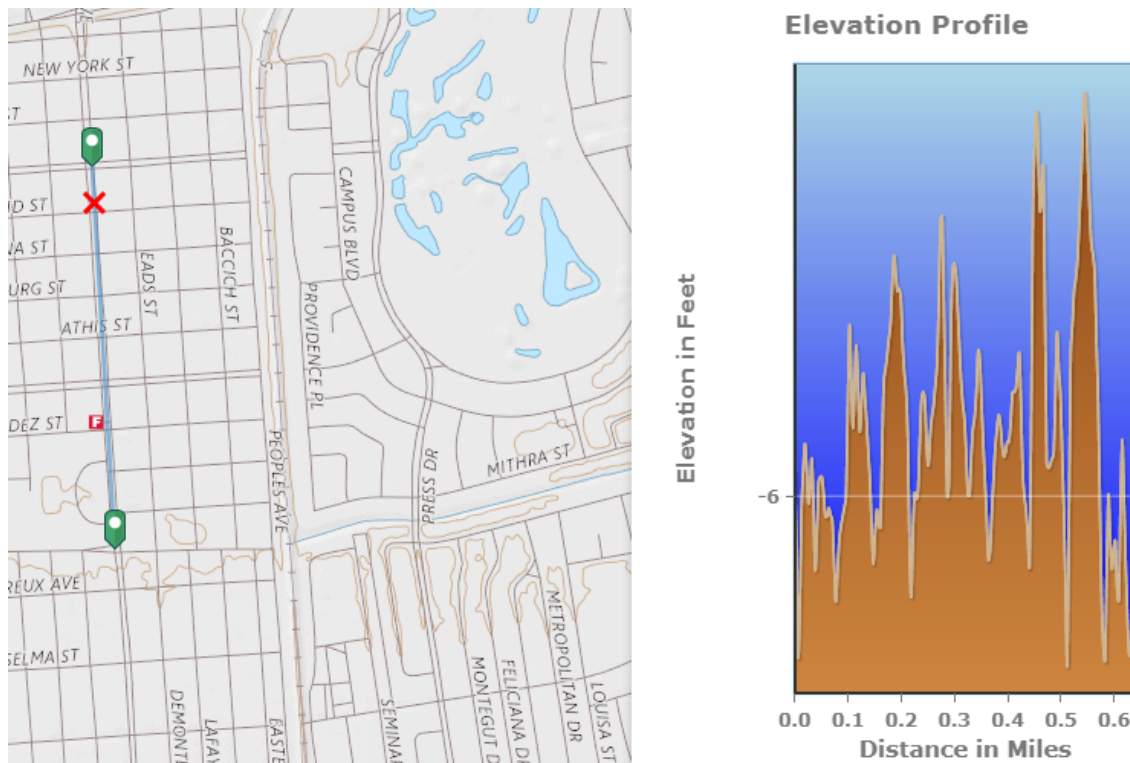 NEW YORK ST
ST
D ST
NA ST
URG ST
ATHIS ST
DEZ ST
EADS ST
BACCICH ST
CAMPUS BLVD
PROVIDENCE PL
PEOPLES AVE
PRESS DR
MITHRA ST
REUX AVE
SELMA ST
DEMONT
LAFAY
EASTE
SEMINA
MONTEGUT D
FELICIANA D
METROPOLITAN DR
LOUISA ST
F
Elevation Profile
Elevation in Feet
-6
0.0 0.1 0.2 0.3 0.4 0.5 0.6
Distance in Miles